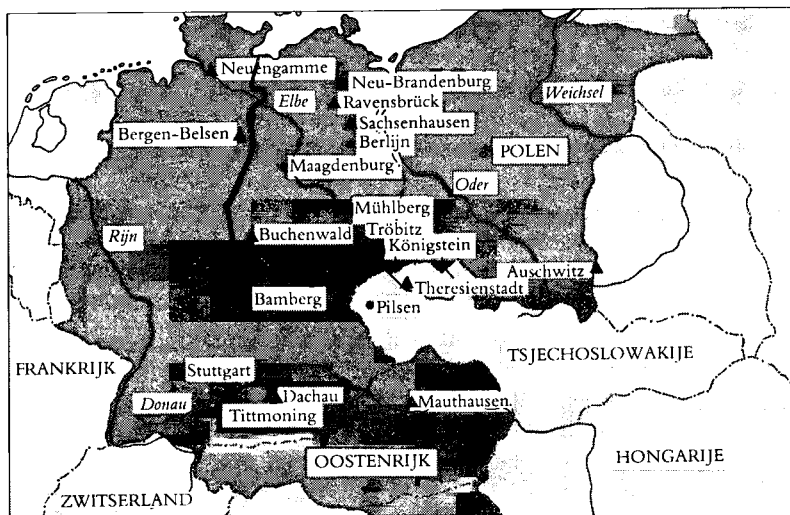 Neuengamme
Neu-Brandenburg
Elbe
Ravensbrück
Weichsel
Sachsenhausen
Bergen-Belsen
Berlijn
POLEN
Maagdenburg
Oder
Mühlberg
Rijn
Buchenwald
Tröbitz
Königstein
Auschwitz
Theresienstadt
Bamberg
Pilsen
FRANKRIJK
TSJECHOSLOWAKIJE
Stuttgart
Donau
Dachau
Mauthausen
Tittmoning
OOSTENRIJK
HONGARIJE
ZWITSERLAND